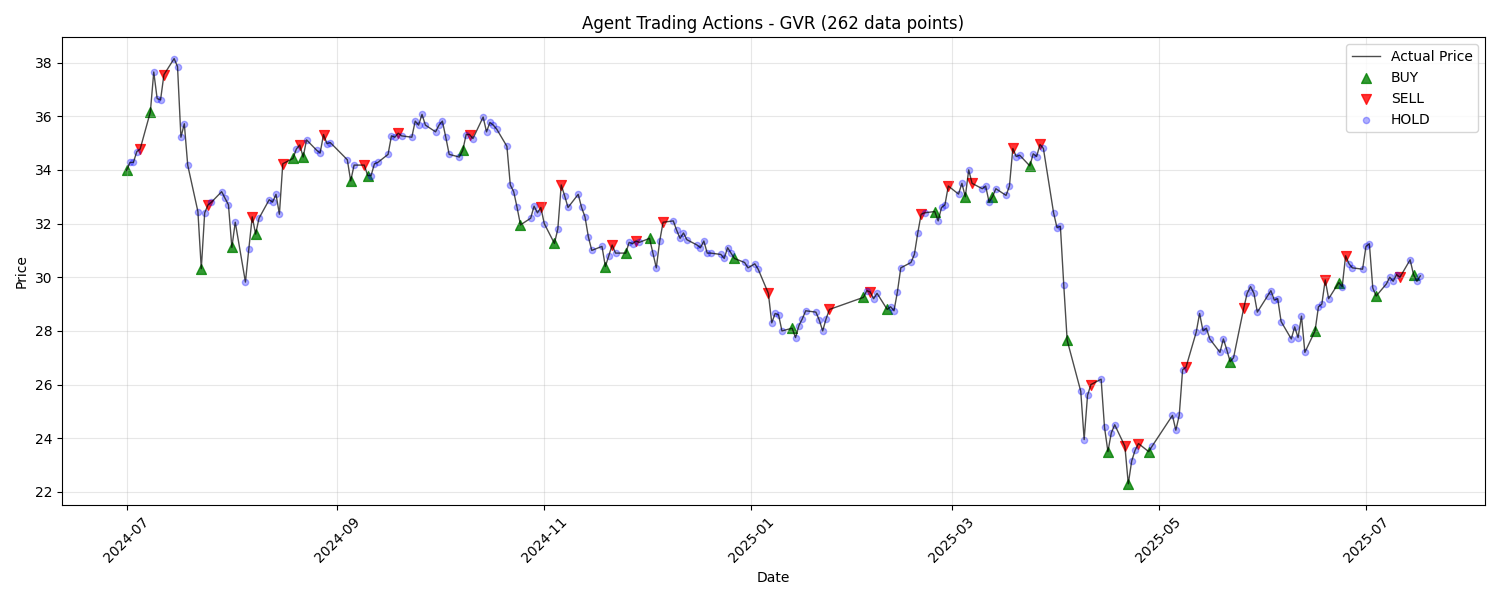 Agent Trading Actions - GVR (262 data points)
Actual Price
BUY
SELL
HOLD
Price
38
36
34
32
30
28
26
24
22
2024-07
2024-09
2024-11
2025-01
2025-03
2025-05
2025-07
Date